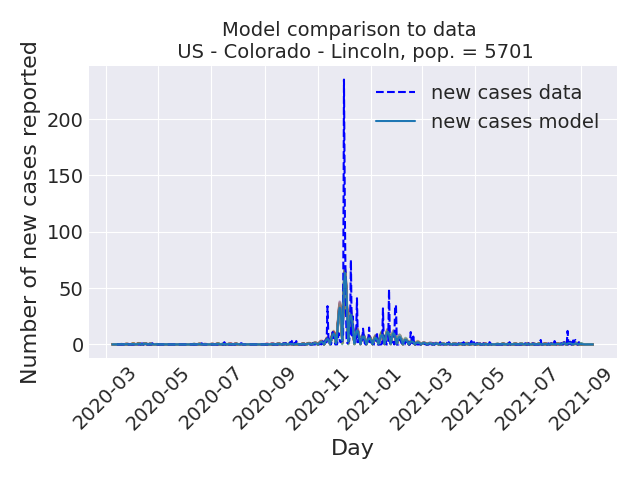 Model comparison to data
US - Colorado - Lincoln, pop. = 5701
Number of new cases reported
200
150
100
50
0
new cases data
new cases model
2020-03
2020-05
2020-07
2020-09
2020-11
2021-01
2021-03
2021-05
2021-07
2021-09
Day